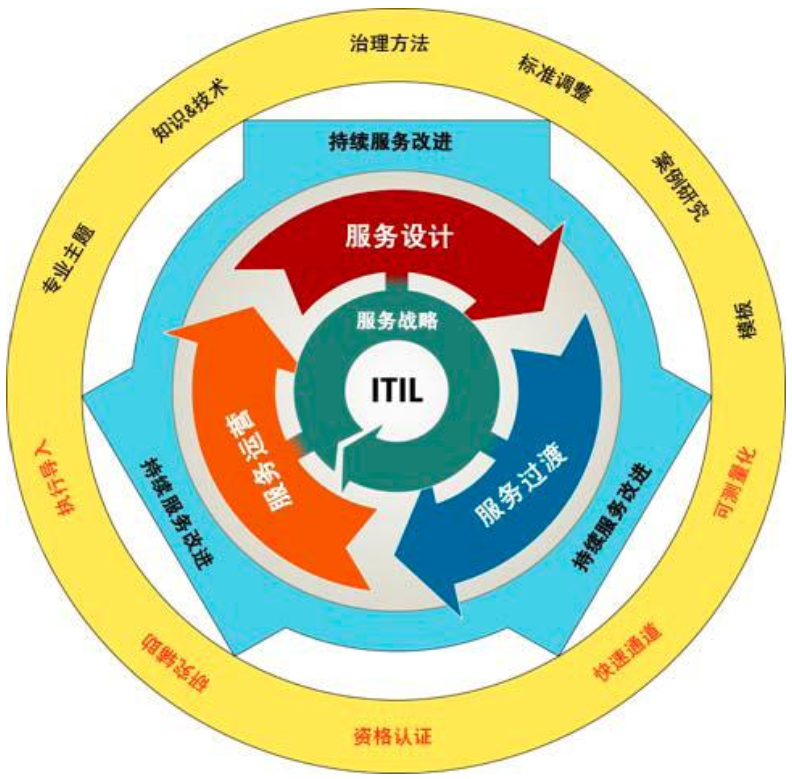 治理方法
标准调整
案例研究
模板
可测量化
快速通道
资格认证
研究辅助
执行导入
专业主题
知识&技术
持续服务改进
持续服务改进
持续服务改进
服务设计
服务过渡
服务运营
服务战略
ITIL